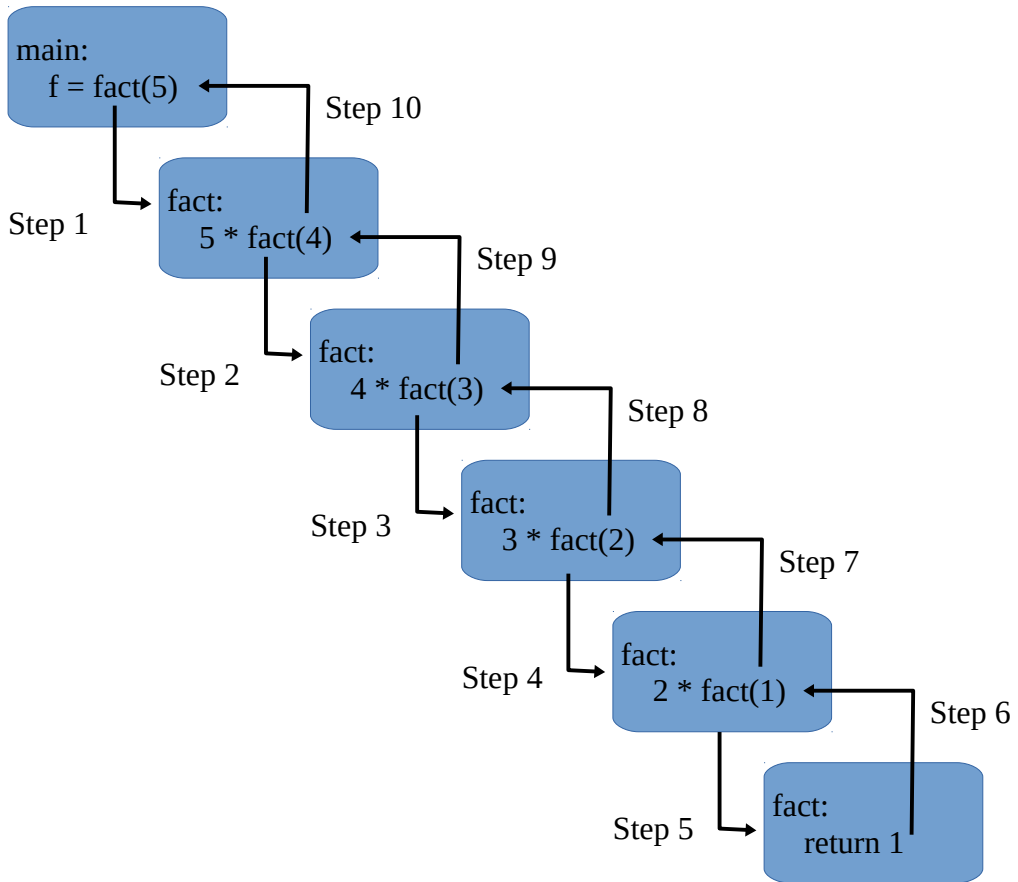 main:
f = fact(5)
Step 10
Step 1
fact:
5 * fact(4)
Step 9
Step 2
fact:
4 * fact(3)
Step 8
Step 3
fact:
3 * fact(2)
Step 7
Step 4
fact:
2 * fact(1)
Step 6
Step 5
fact:
return 1